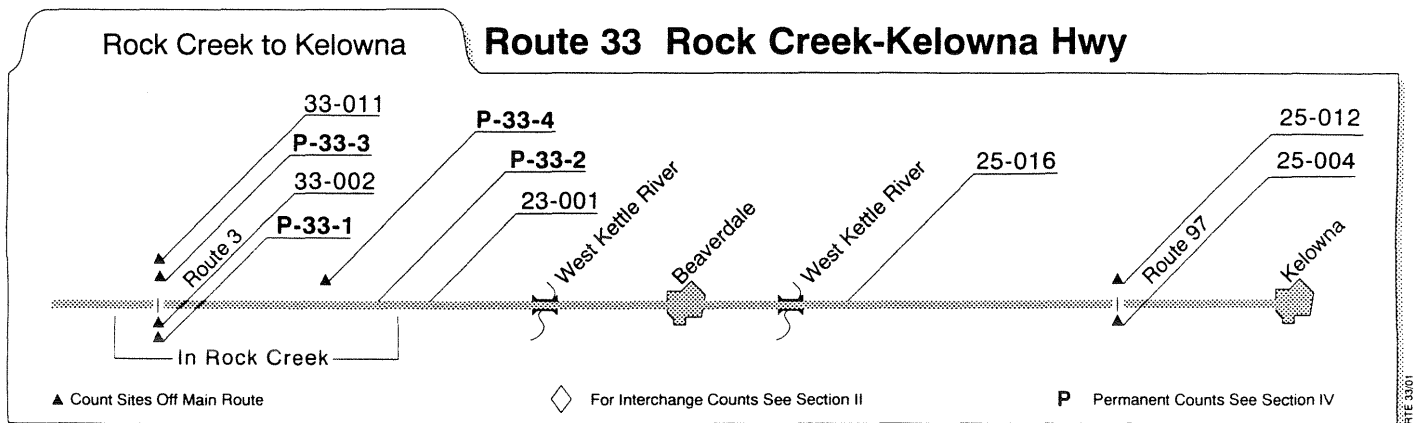 Rock Creek to Kelowna
Route 33 Rock Creek-Kelowna Hwy
33-011
P-33-3
33-002
P-33-1
Route 3
P-33-4
P-33-2
23-001
West Kettle River
Beaverdale
West Kettle River
25-016
25-012
25-004
Route 97
Kelowna
In Rock Creek
▲ Count Sites Off Main Route
◇ For Interchange Counts See Section II
P Permanent Counts See Section IV
RTE 33/01